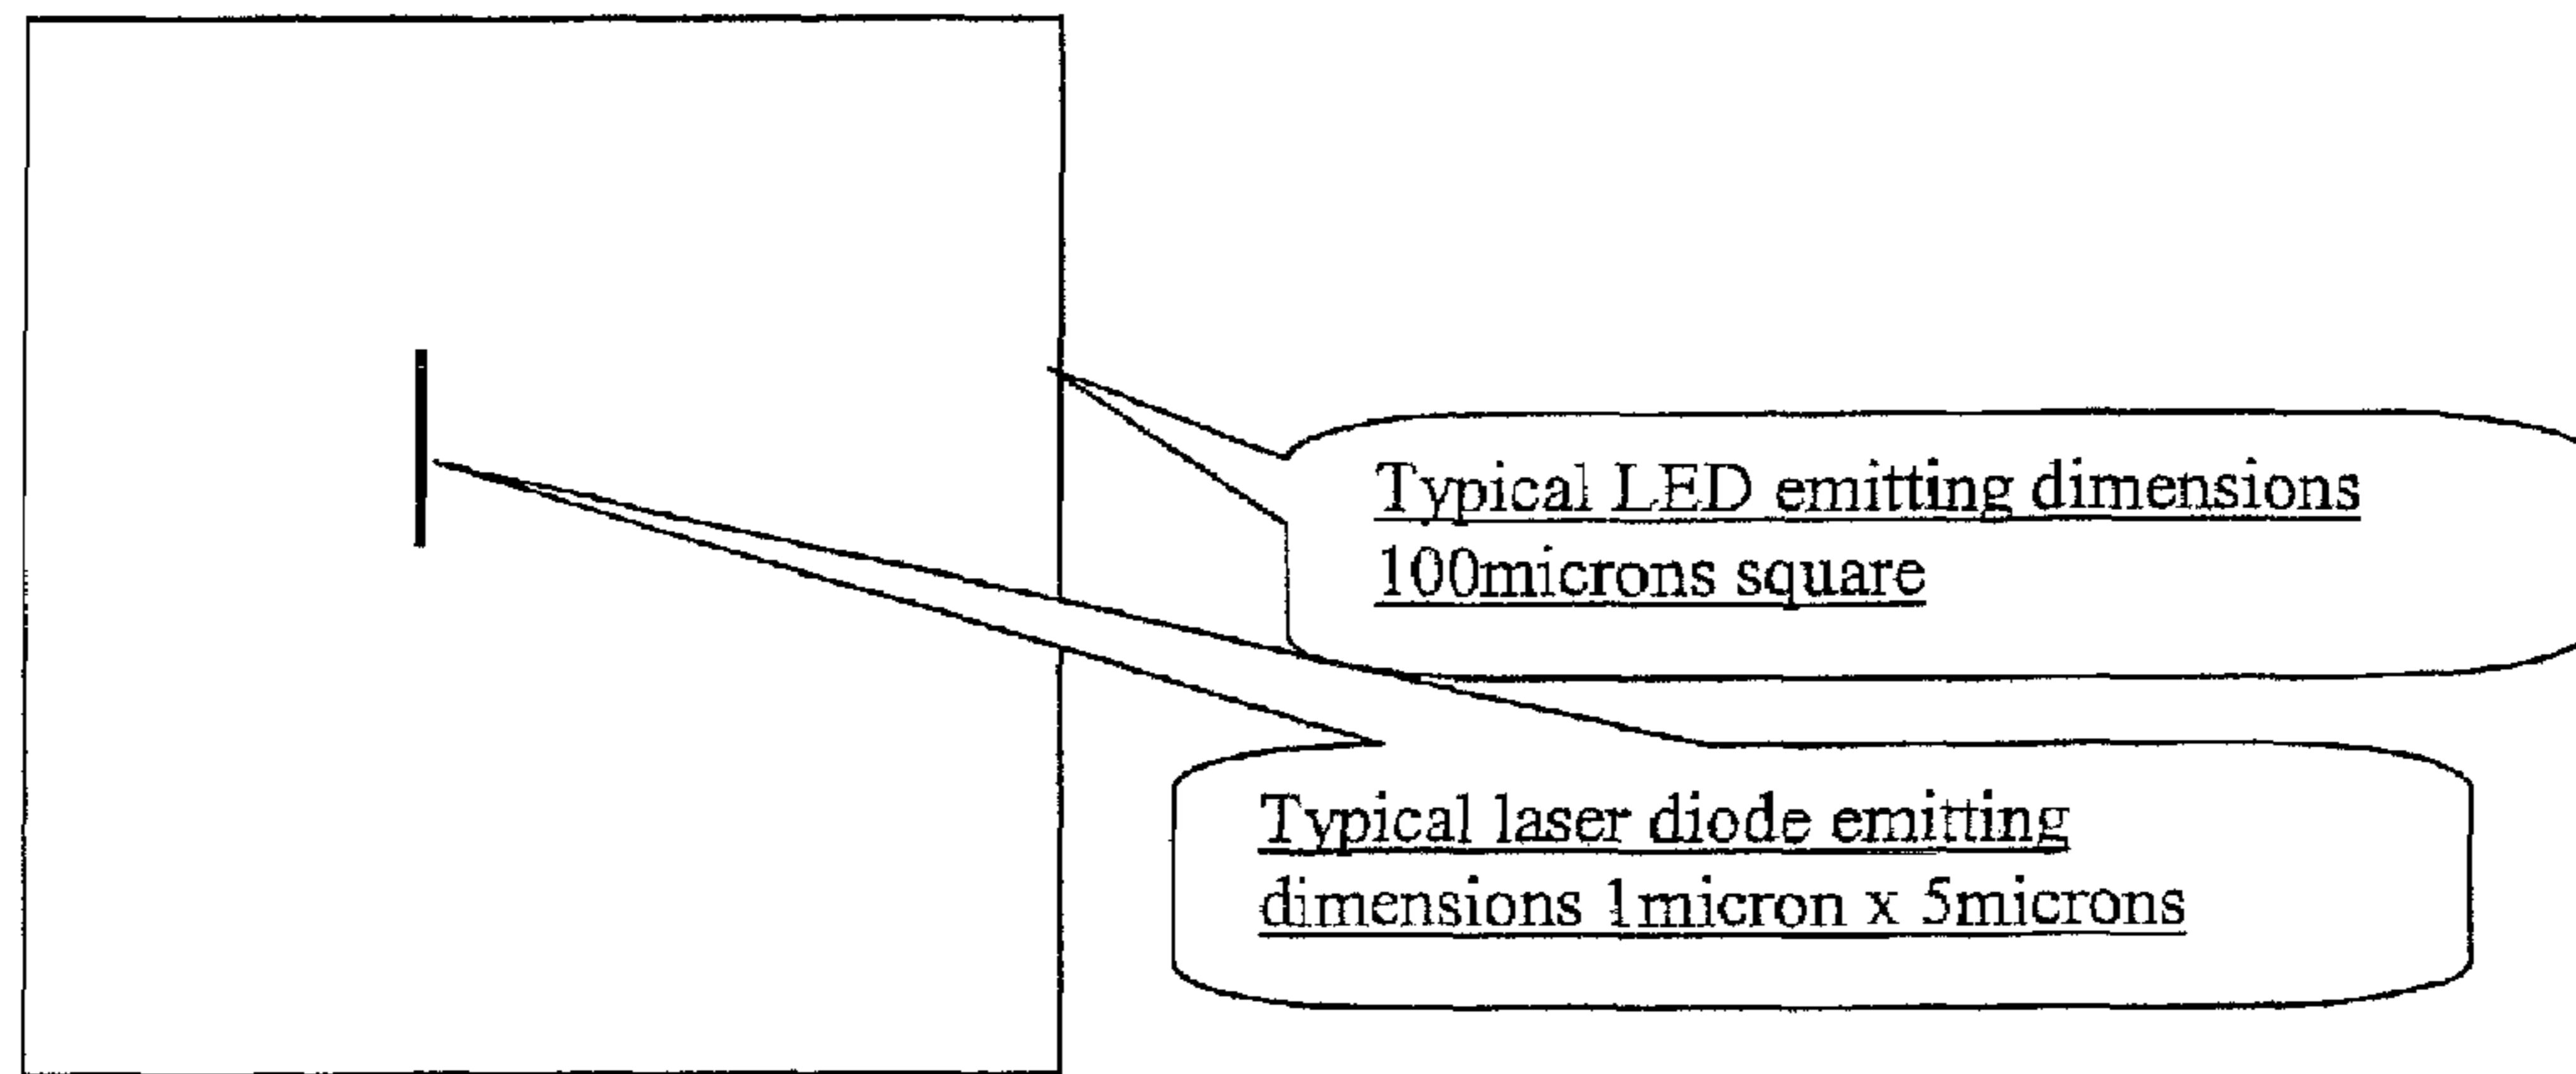 Typical LED emitting dimensions
100microns square
Typical laser diode emitting
dimensions 1micron x 5microns